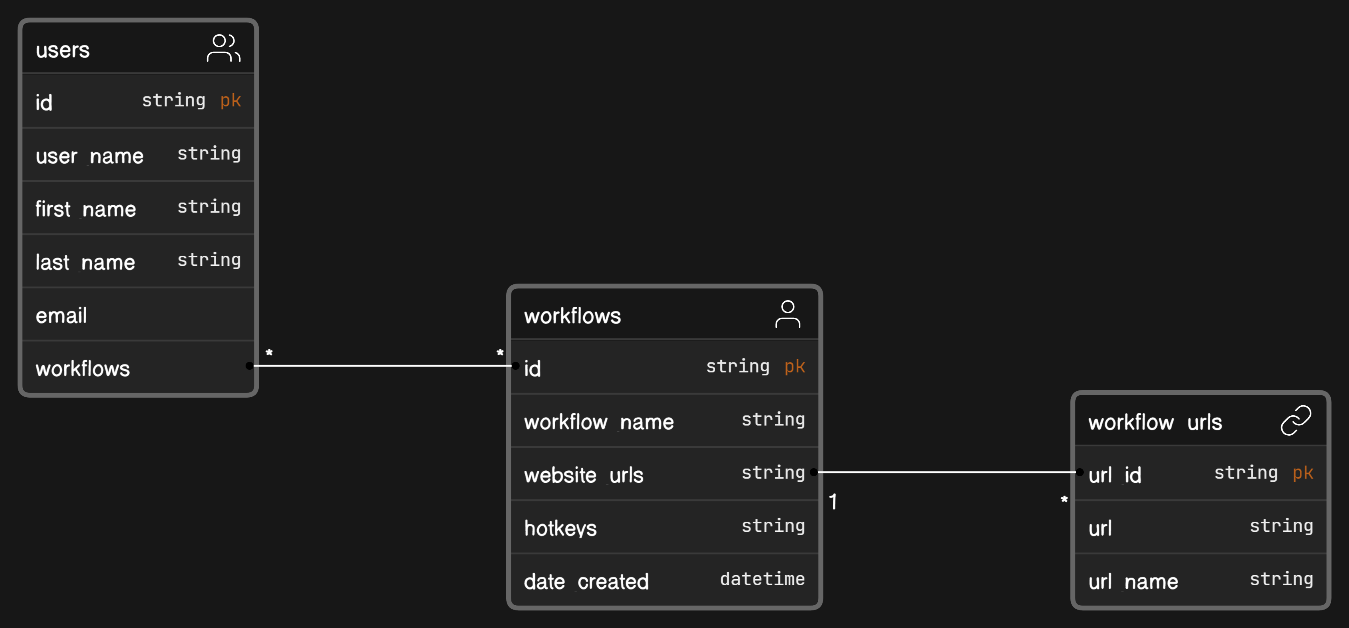 users
id string pk
user name string
first name string
last name string
email
workflows
* *
workflows
id string pk
workflow name string
website urls string
hotkeys string
date created datetime
1 *
workflow urls
url id string pk
url string
url name string